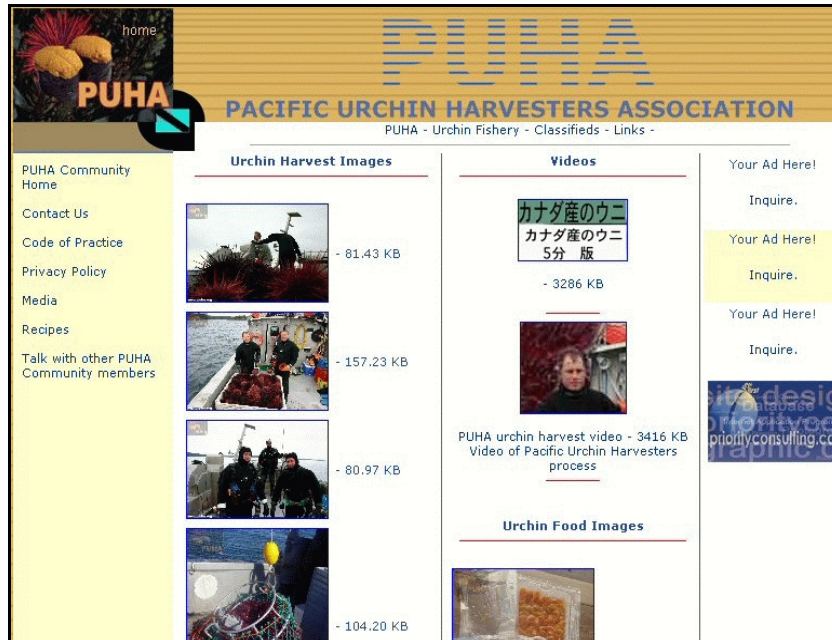 home
PUHA
PUHA
PACIFIC URCHIN HARVESTERS ASSOCIATION
PUHA - Urchin Fishery - Classifieds - Links -
PUHA Community
Home
Contact Us
Code of Practice
Privacy Policy
Media
Recipes
Talk with other PUHA
Community members
Urchin Harvest Images
- 81.43 KB
- 157.23 KB
- 80.97 KB
- 104.20 KB
Videos
カナダ産のウニ
カナダ産のウニ
5分 版
- 3286 KB
PUHA urchin harvest video - 3416 KB
Video of Pacific Urchin Harvesters
process
Urchin Food Images
Your Ad Here!
Inquire.
Your Ad Here!
Inquire.
Your Ad Here!
Inquire.
site desig
Database
priorityconsulting.co
graphic.c